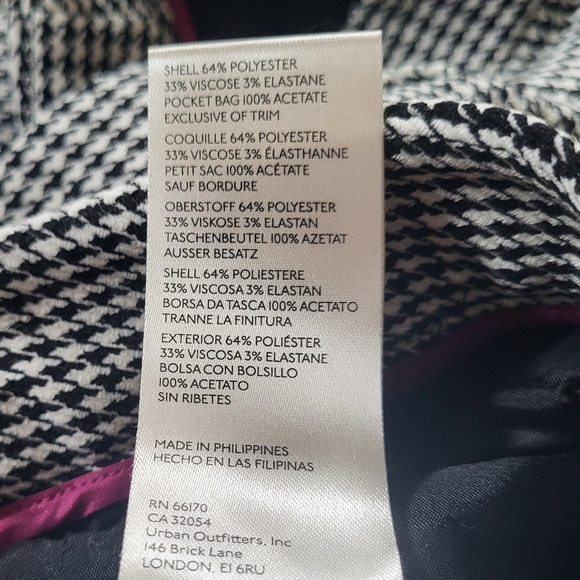 SHELL 64% POLYESTER
33% VISCOSE 3% ELASTANE
POCKET BAG 100% ACETATE
EXCLUSIVE OF TRIM
COQUILLE 64% POLYESTER
33% VISCOSE 3% ÉLASTHANNE
PETIT SAC 100% ACÉTATE
SAUF BORDURE
OBERSTOFF 64% POLYESTER
33% VISKOSE 3% ELASTAN
TASCHENBEUTEL 100% AZETAT
AUSSER BESATZ
SHELL 64% POLIESTERE
33% VISCOSA 3% ELASTAN
BORSA DA TASCA 100% ACETATO
TRANNE LA FINITURA
EXTERIOR 64% POLIÉSTER
33% VISCOSA 3% ELASTANE
BOLSA CON BOLSILLO
100% ACETATO
SIN RIBETES
MADE IN PHILIPPINES
HECHO EN LAS FILIPINAS
RN 66170
CA 32054
Urban Outfitters, Inc
146 Brick Lane
LONDON, E1 6RU